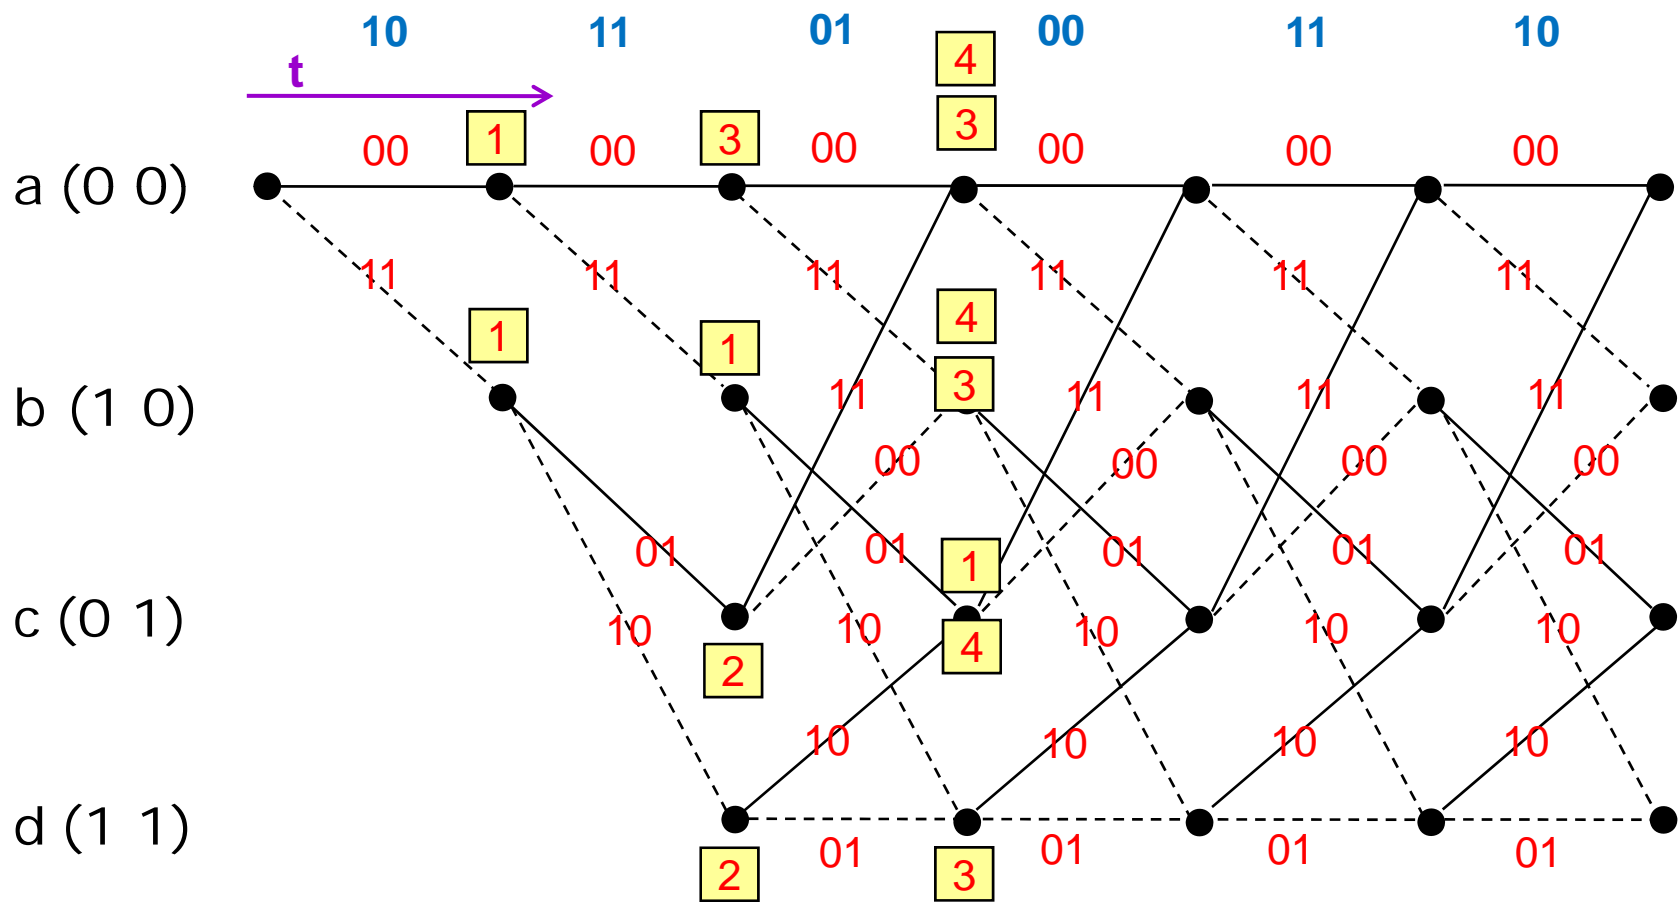 10 11 01 00 11 10
4
t
1 3 3
00 00 00 00 00 00
a (0 0)
11 11 11 11 11 11
1 1 4
3
b (1 0)
11 11 11 11
00 00 00 00
01 01 01 01 01
1
c (0 1)
10 10 10 10 10
4
2
10 10 10 10
d (1 1)
01 01 01 01
2 3